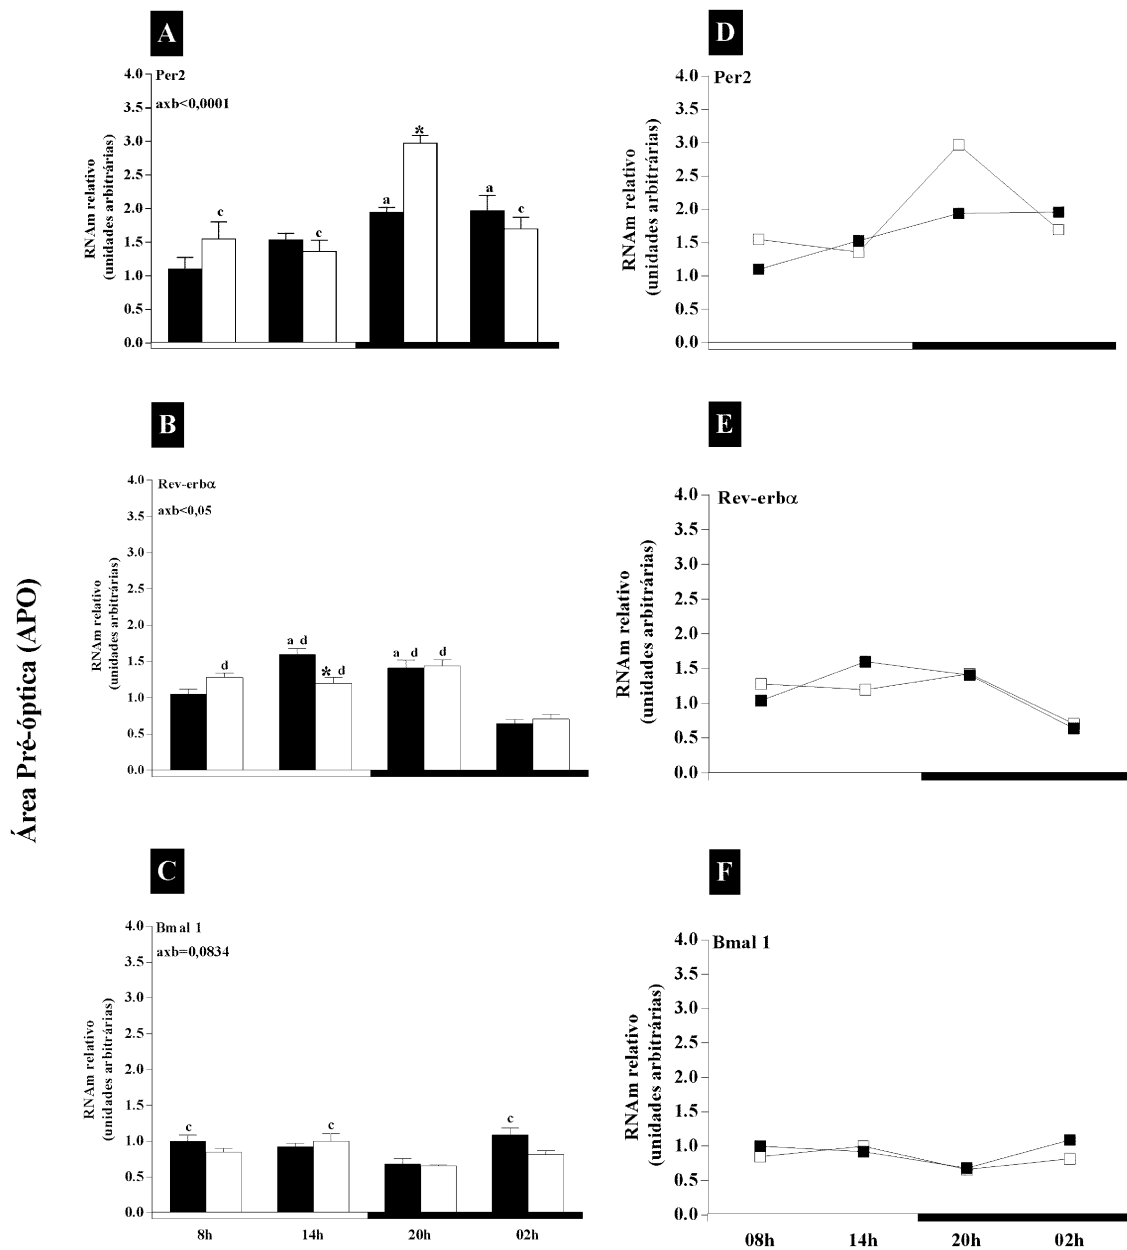 Área Pré-óptica (APO)
A
Per2
axb<0,0001
RNAm relativo
(unidades arbitrárias)
4.0
3.5
3.0
2.5
2.0
1.5
1.0
0.5
0.0
c
c
a
*
a
c
D
Per2
RNAm relativo
(unidades arbitrárias)
4.0
3.5
3.0
2.5
2.0
1.5
1.0
0.5
0.0
B
Rev-erbα
axb<0,05
RNAm relativo
(unidades arbitrárias)
4.0
3.5
3.0
2.5
2.0
1.5
1.0
0.5
0.0
d
a d
* d
a d
d
E
Rev-erbα
RNAm relativo
(unidades arbitrárias)
4.0
3.5
3.0
2.5
2.0
1.5
1.0
0.5
0.0
C
Bmal 1
axb=0,0834
RNAm relativo
(unidades arbitrárias)
4.0
3.5
3.0
2.5
2.0
1.5
1.0
0.5
0.0
c
c
c
8h 14h 20h 02h
F
Bmal 1
RNAm relativo
(unidades arbitrárias)
4.0
3.5
3.0
2.5
2.0
1.5
1.0
0.5
0.0
08h 14h 20h 02h